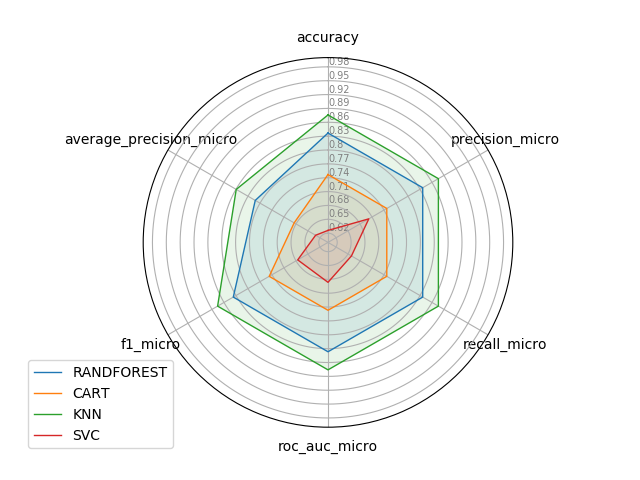 accuracy
0.98
0.95
0.92
0.89
0.86
0.83
0.8
0.77
0.74
0.71
0.68
0.65
0.62
average_precision_micro
precision_micro
f1_micro
recall_micro
roc_auc_micro
RANDFOREST
CART
KNN
SVC